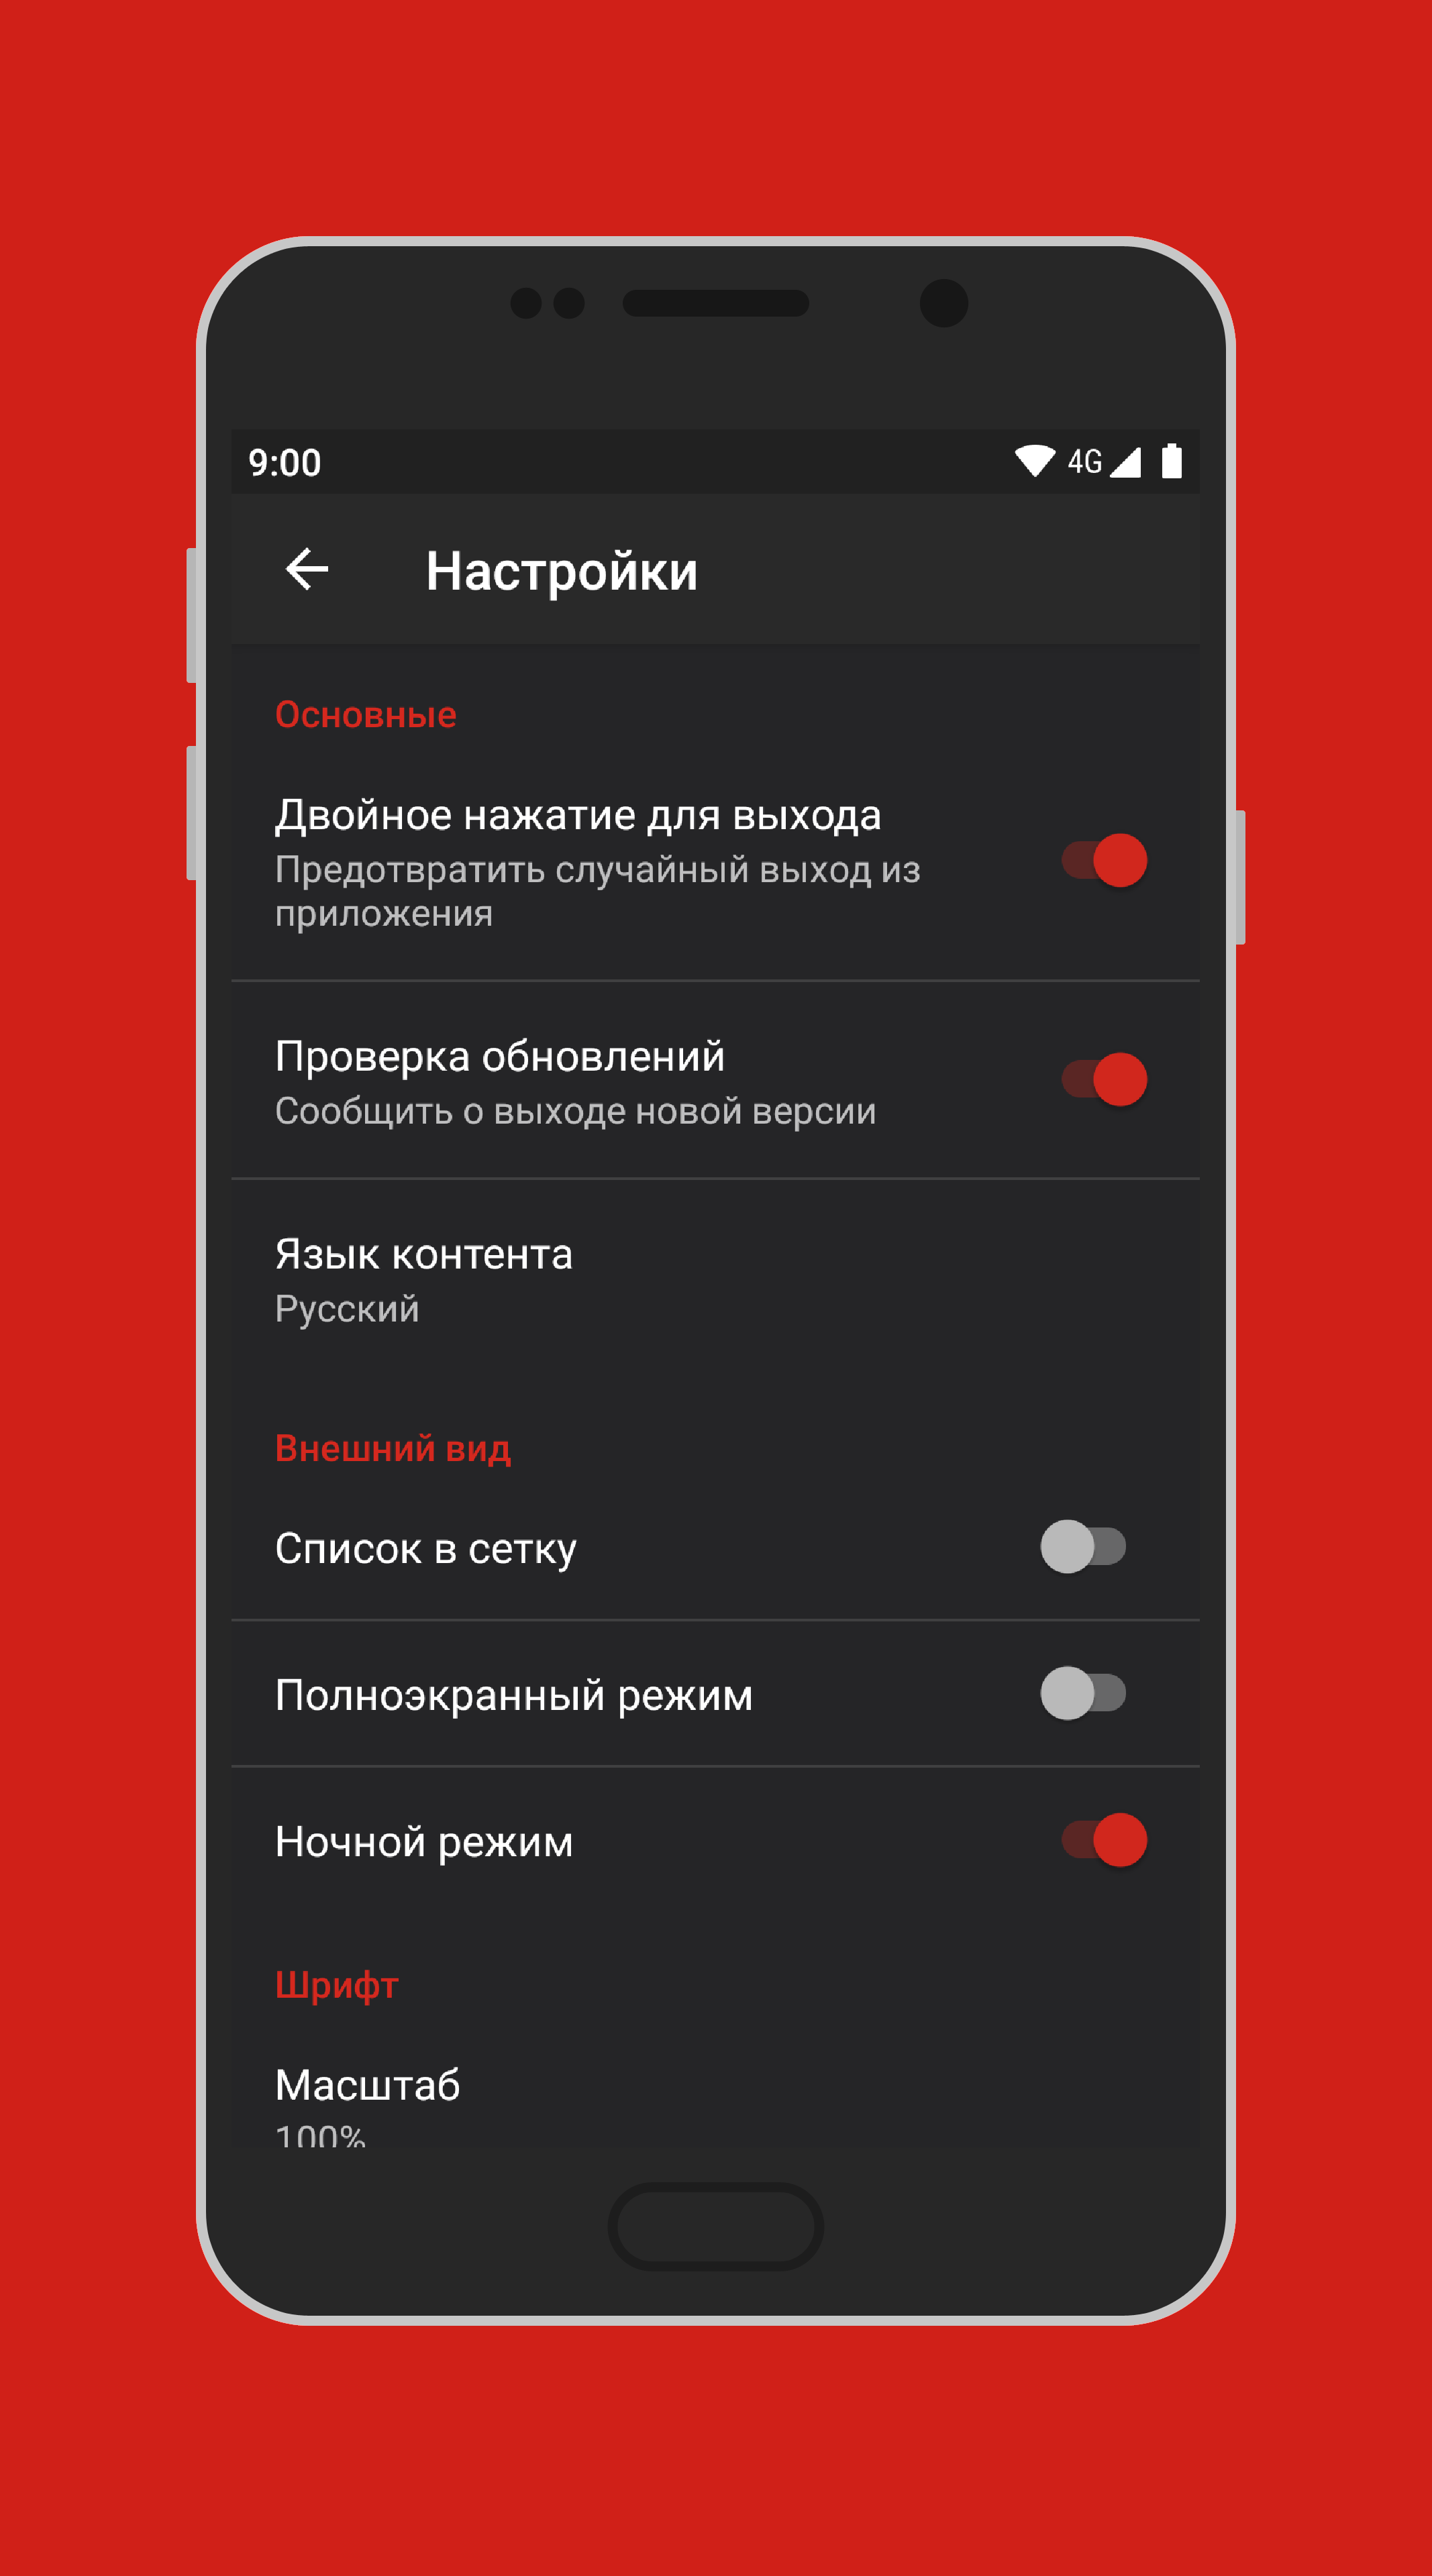 9:00 4G
Настройки
Основные
Двойное нажатие для выхода
Предотвратить случайный выход из
приложения
Проверка обновлений
Сообщить о выходе новой версии
Язык контента
Русский
Внешний вид
Список в сетку
Полноэкранный режим
Ночной режим
Шрифт
Масштаб
100%